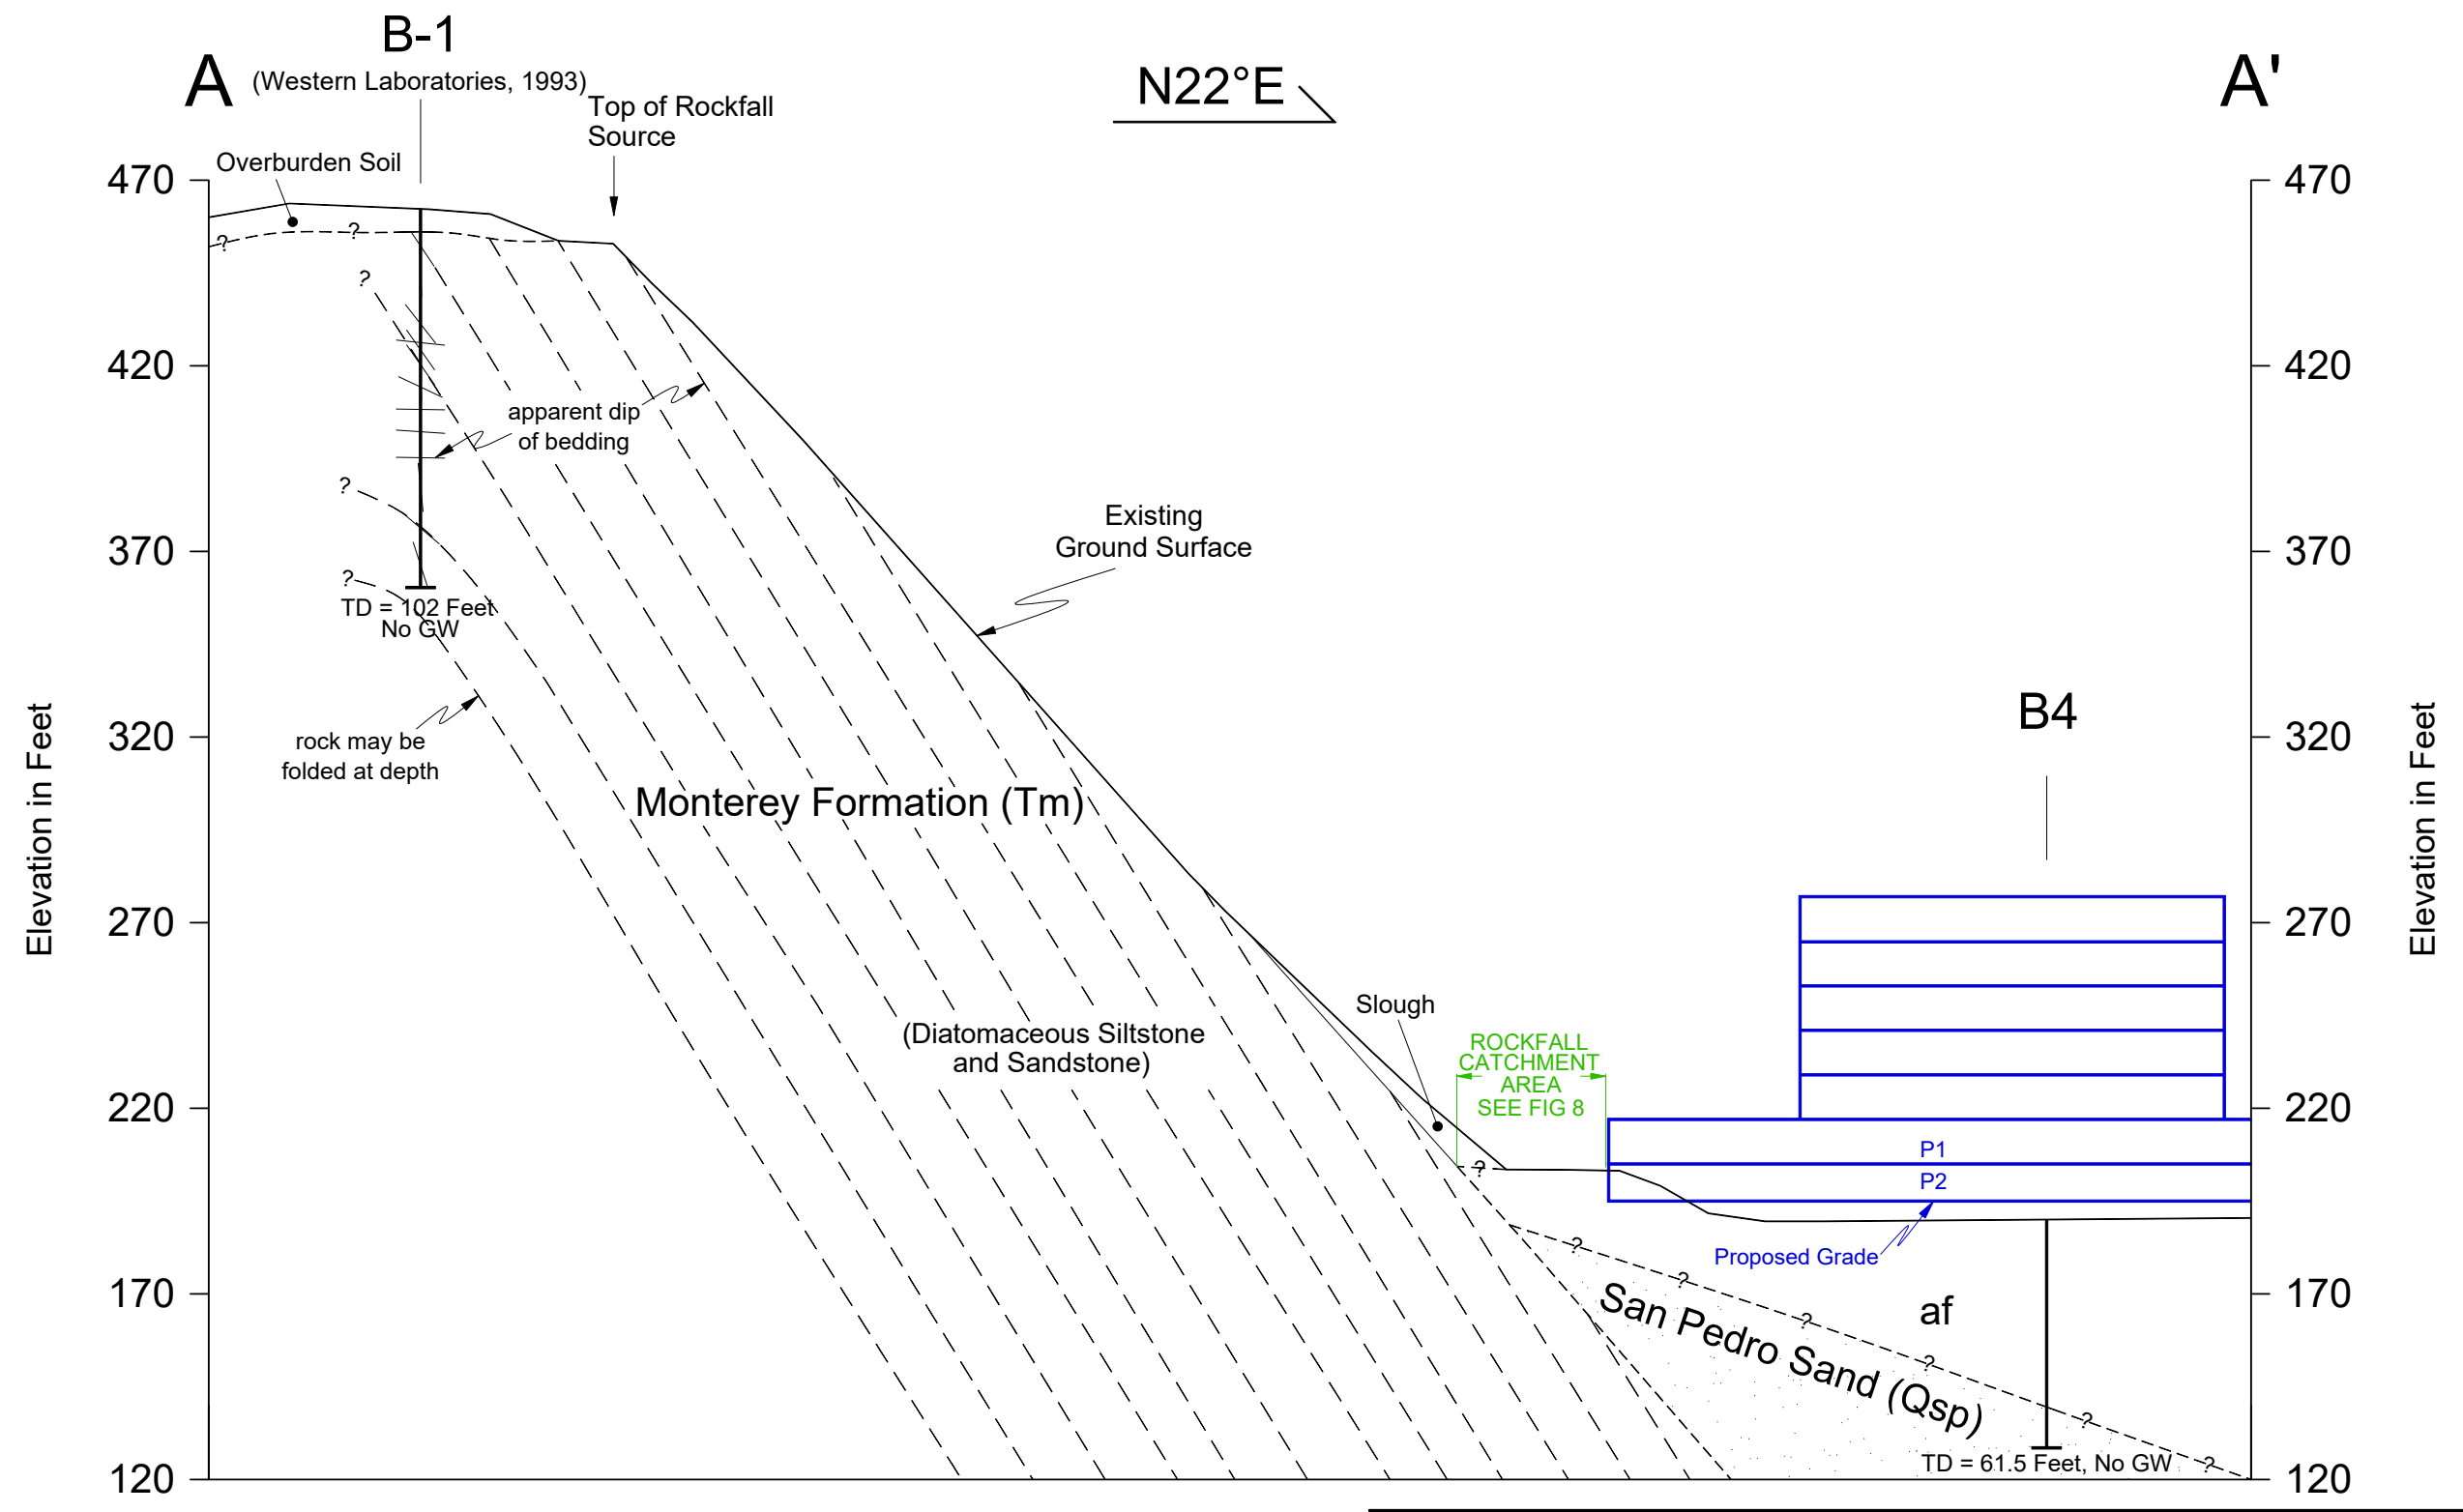 B-1
A
(Western Laboratories, 1993)
Top of Rockfall
Source
N22°E
A'
Overburden Soil
470
470
?
?
?
420
420
apparent dip
of bedding
?
Existing
Ground Surface
370
370
?
TD = 102 Feet
No GW
B4
Elevation in Feet
Elevation in Feet
320
320
rock may be
folded at depth
Monterey Formation (Tm)
270
270
Slough
(Diatomaceous Siltstone
and Sandstone)
ROCKFALL
CATCHMENT
AREA
SEE FIG 8
220
220
P1
?
P2
?
Proposed Grade
?
170
170
San Pedro Sand (Qsp)
af
?
?
?
TD = 61.5 Feet, No GW
?
120
120